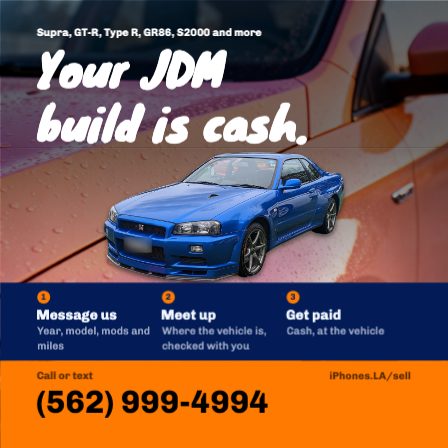 Supra, GT-R, Type R, GR86, S2000 and more
Your JDM
build is cash.
1
Message us
Year, model, mods and
miles
2
Meet up
Where the vehicle is,
checked with you
3
Get paid
Cash, at the vehicle
Call or text
(562) 999-4994
iPhones.LA/sell